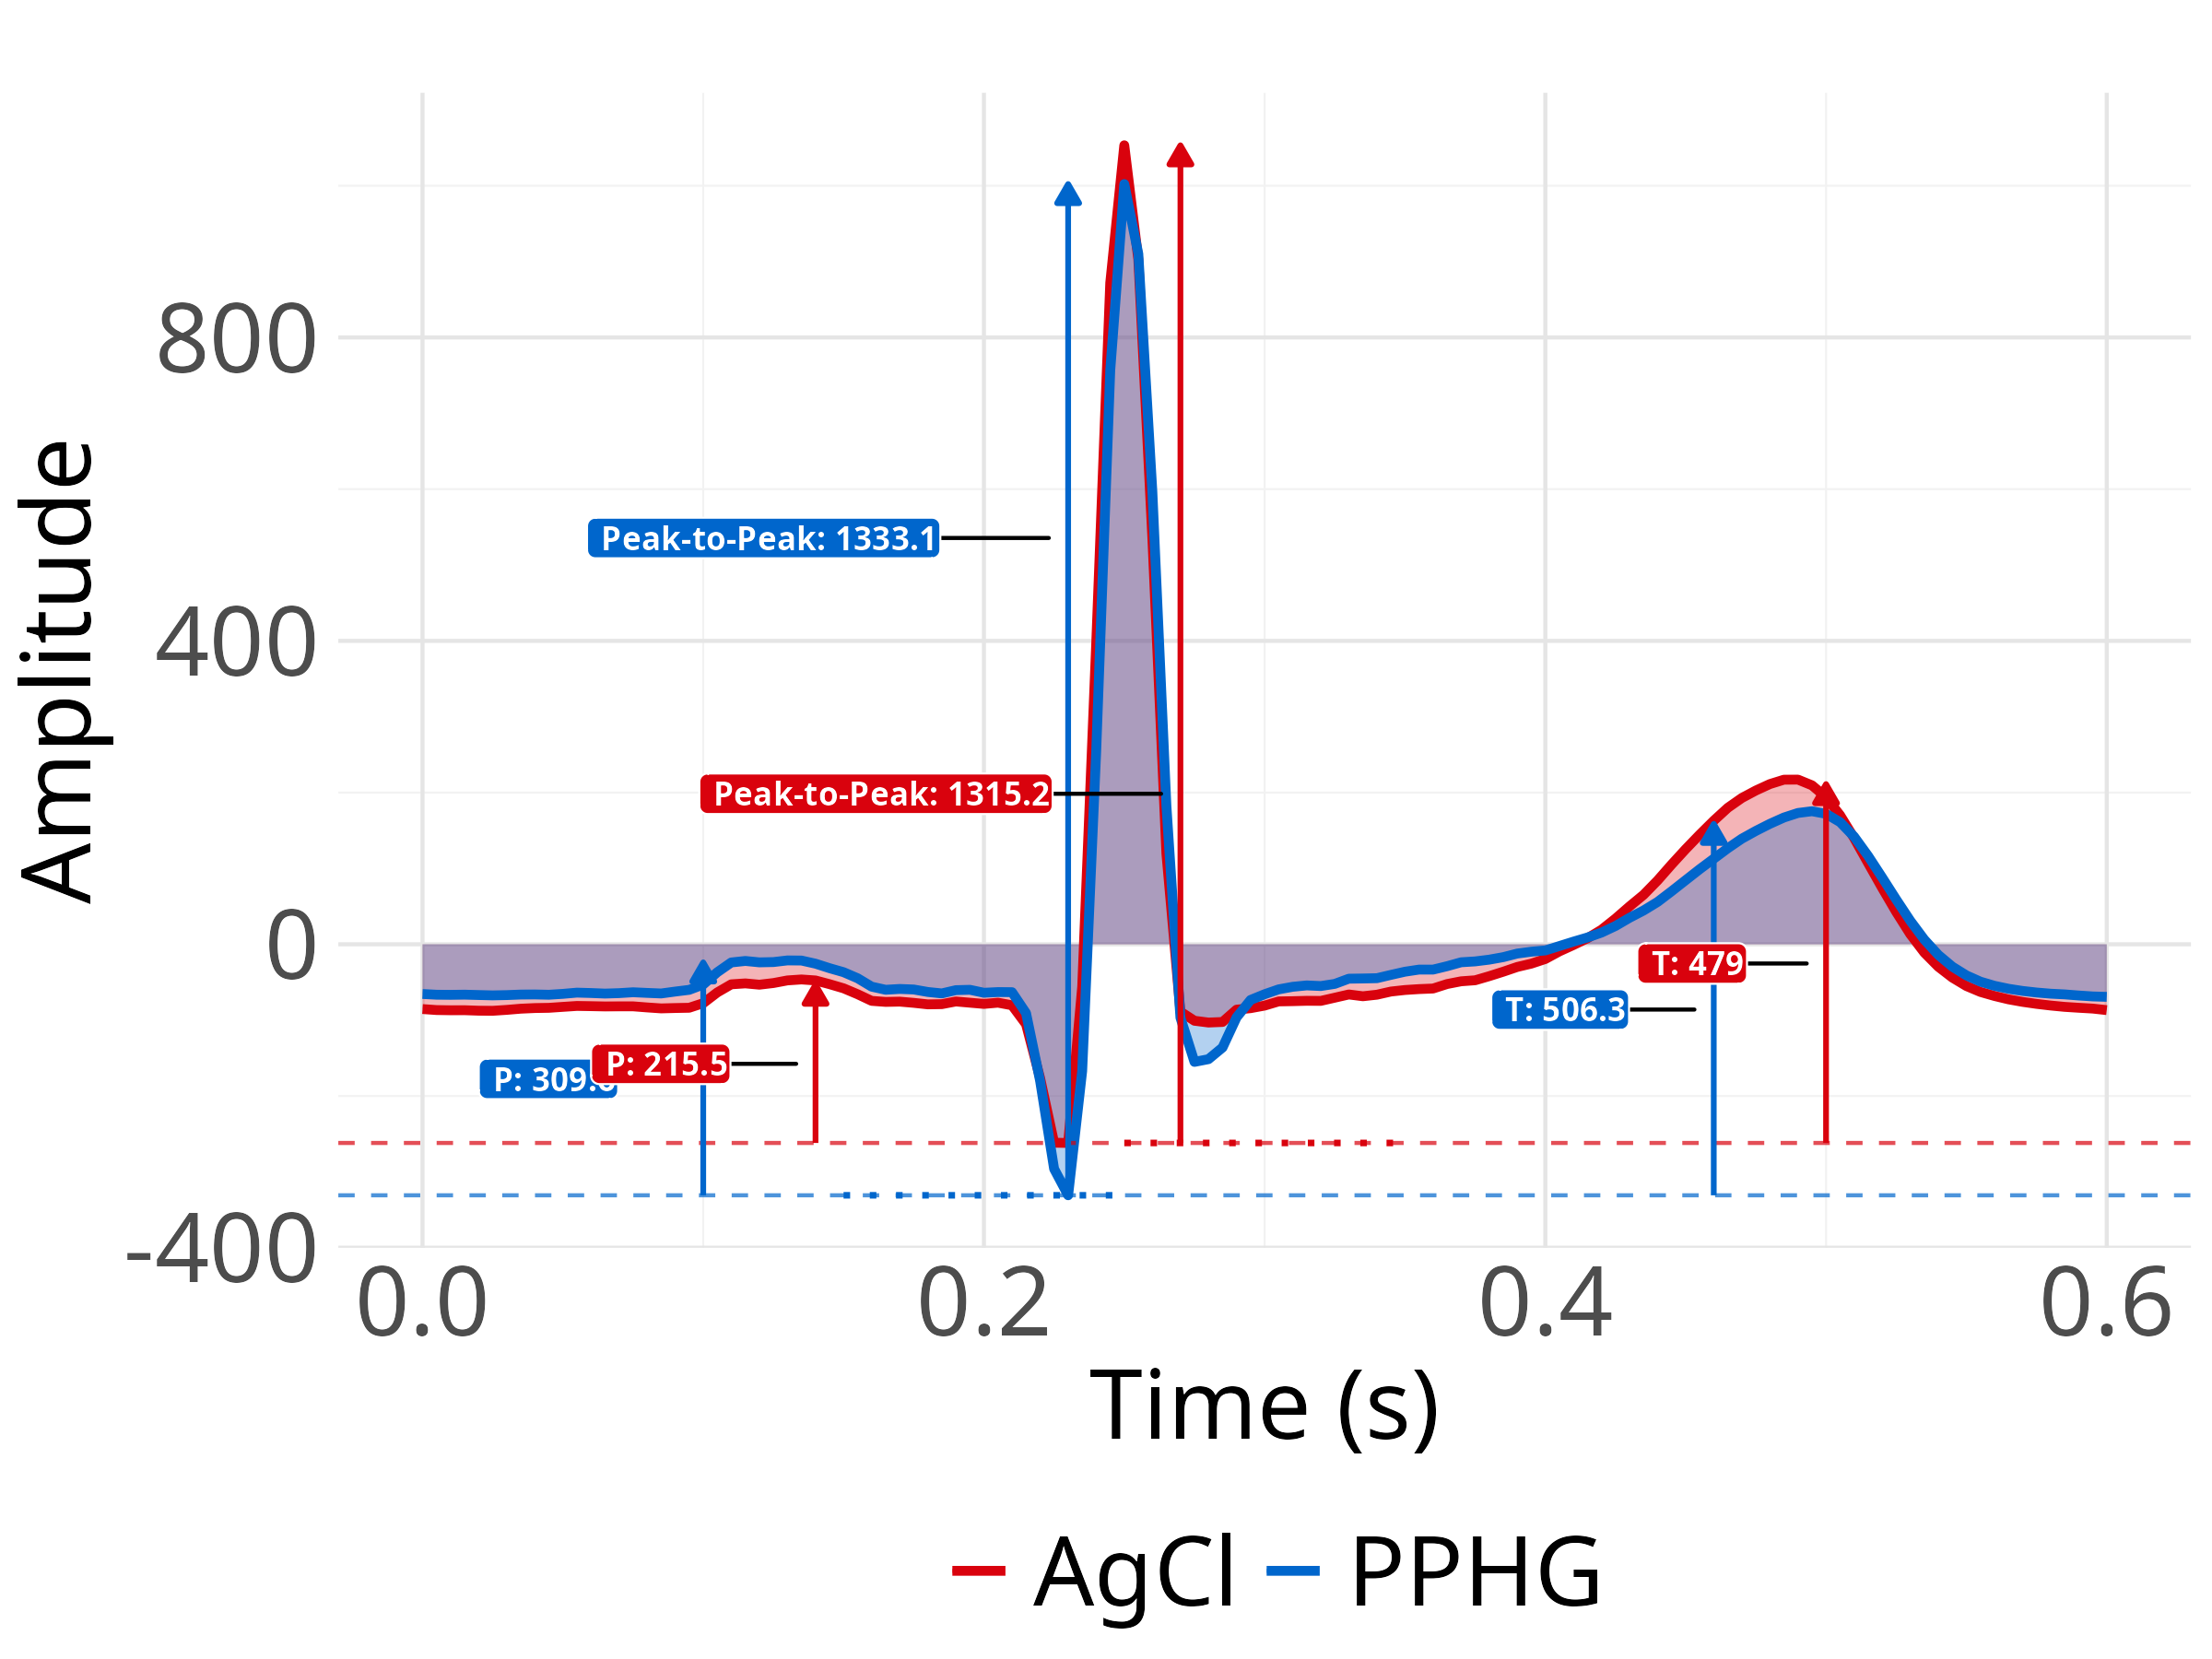 Amplitude
800
400
0
-400
Peak-to-Peak: 1333.1
Peak-to-Peak: 1315.2
T: 479
T: 506.3
P: 215.5
P: 309.
0.0 0.2 0.4 0.6
Time (s)
AgCl PPHG